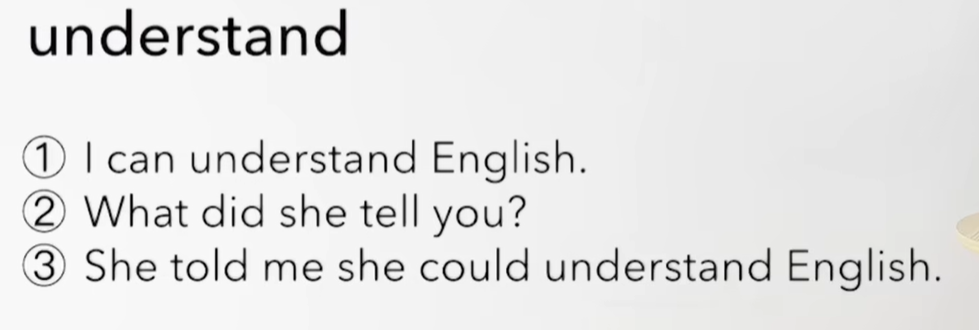 understand
① I can understand English.
② What did she tell you?
③ She told me she could understand English.